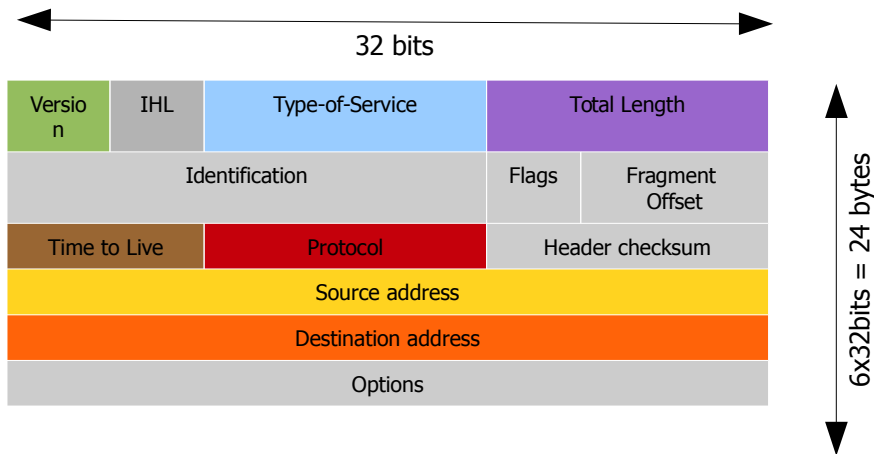 32 bits
Versio
n
IHL
Type-of-Service
Total Length
Identification
Flags
Fragment
Offset
Time to Live
Protocol
Header checksum
Source address
Destination address
Options
6x32bits = 24 bytes